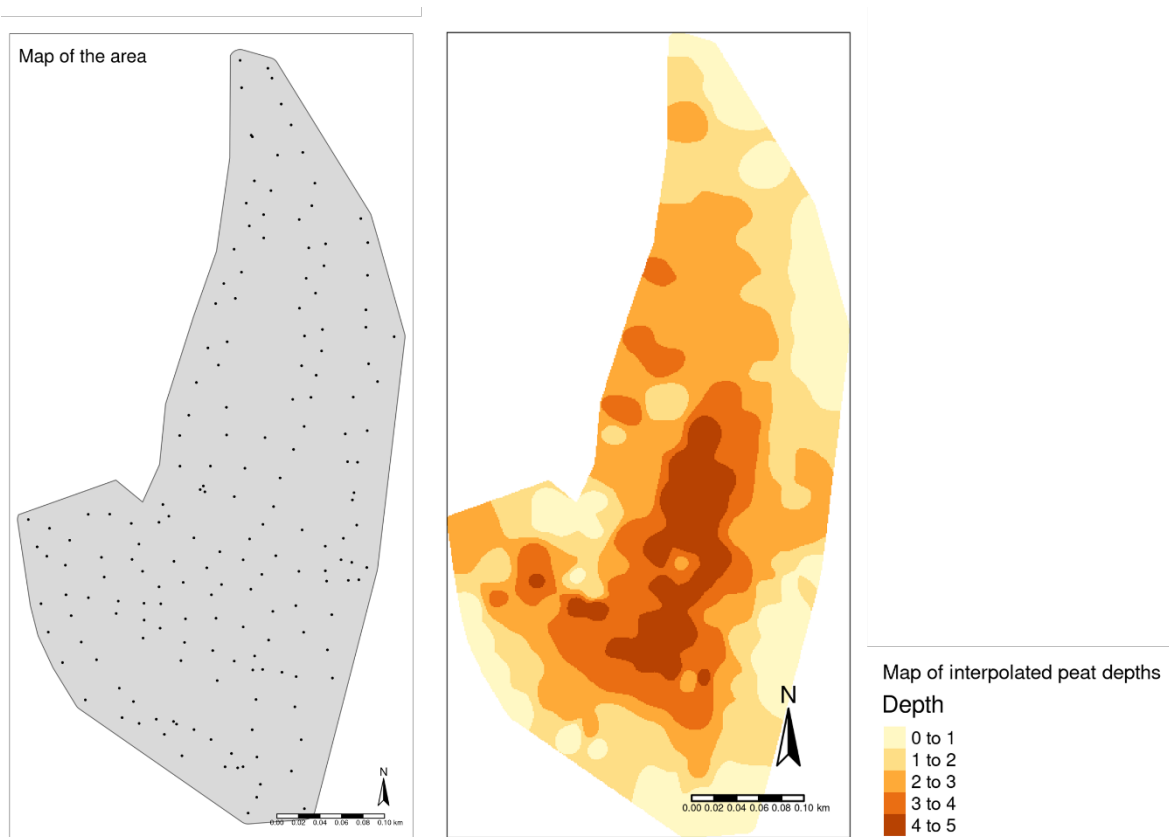 Map of the area
N
0.00 0.02 0.04 0.06 0.08 0.10 km
N
0.00 0.02 0.04 0.06 0.08 0.10 km
Map of interpolated peat depths
Depth
0 to 1
1 to 2
2 to 3
3 to 4
4 to 5